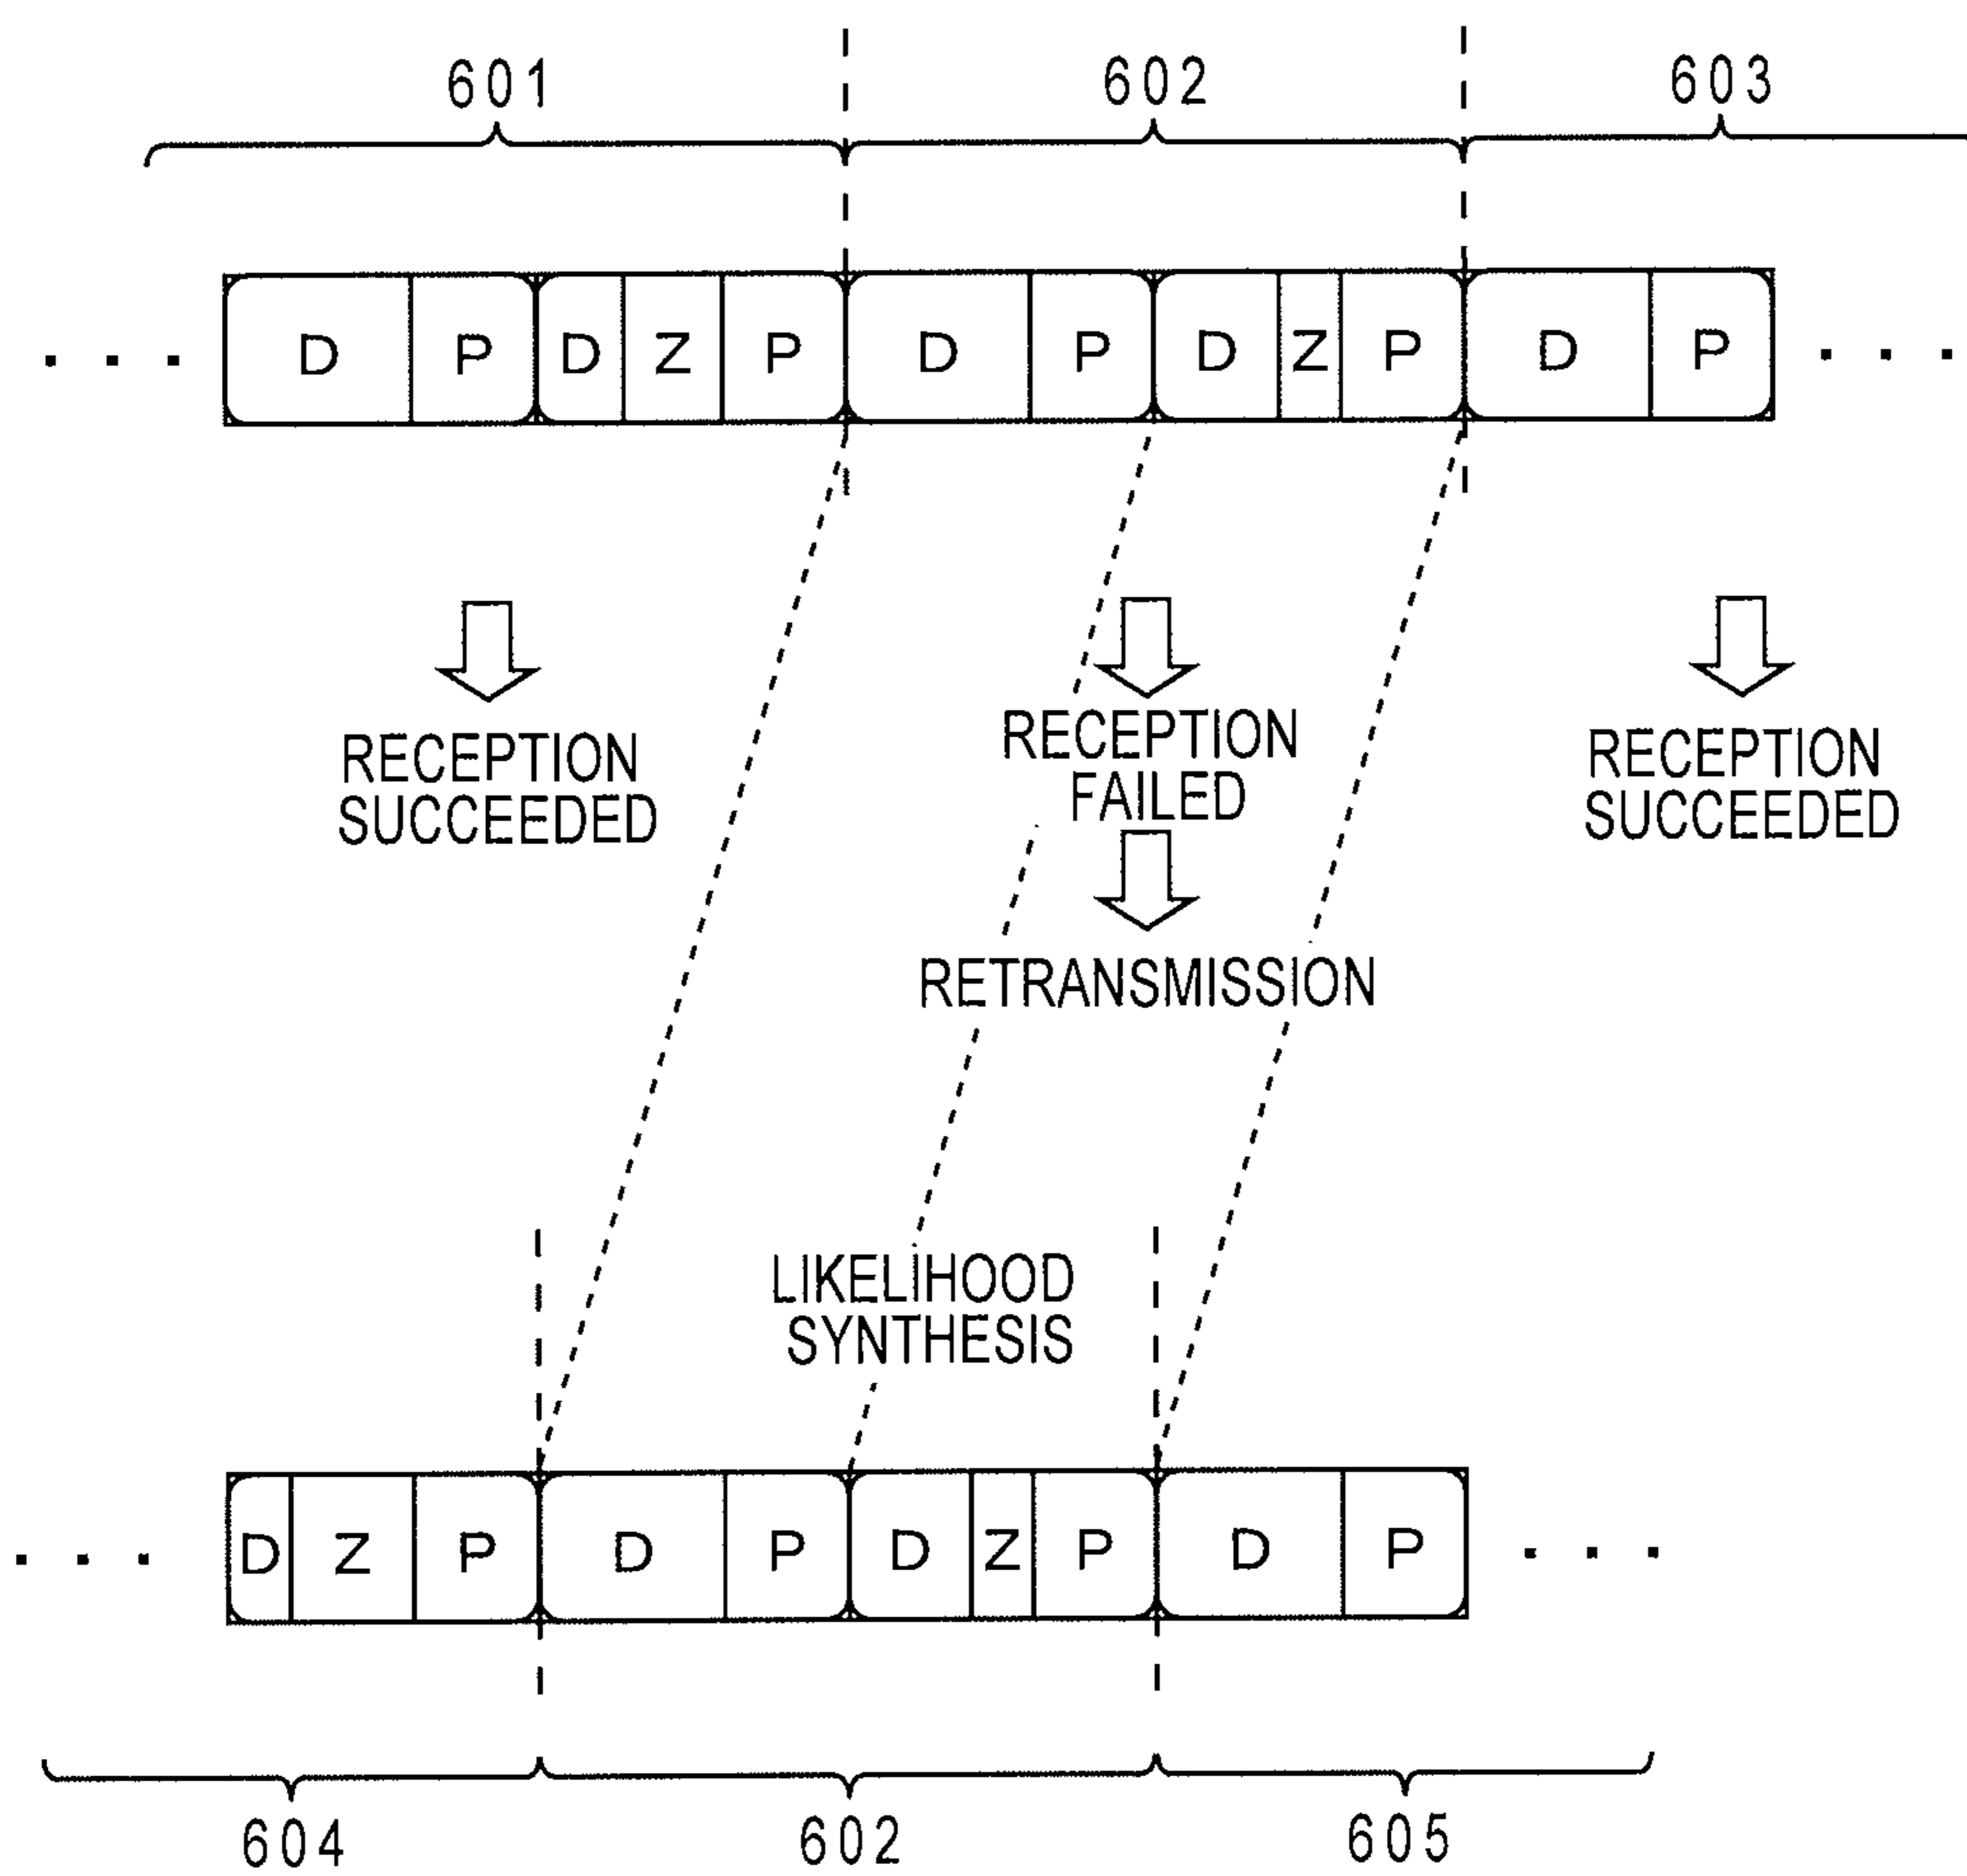 601 602 603
. . . D P D Z P D P D Z P D P . . .
RECEPTION
SUCCEEDED
RECEPTION
FAILED
RECEPTION
SUCCEEDED
RETRANSMISSION
LIKELIHOOD
SYNTHESIS
. . . D Z P D P D Z P D P . . .
604 602 605